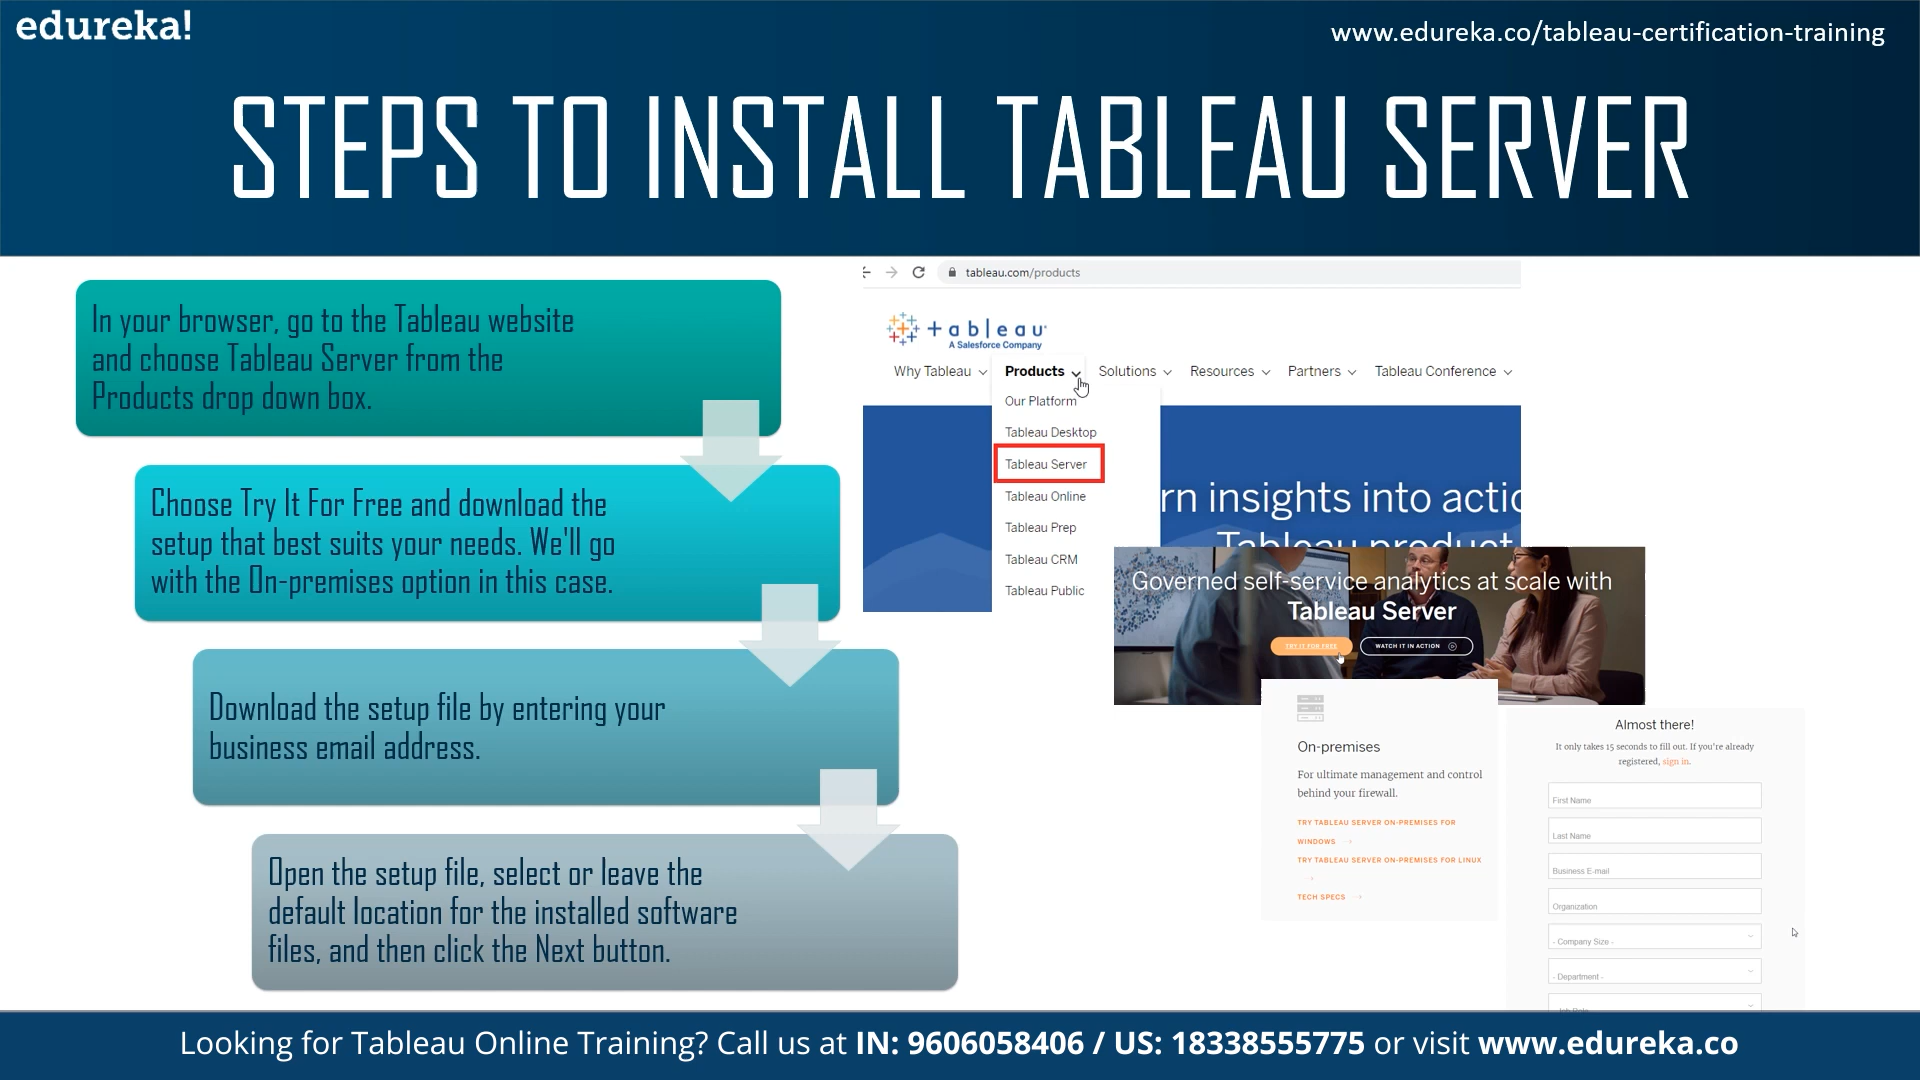 edureka!
www.edureka.co/tableau-certification-training
STEPS TO INSTALL TABLEAU SERVER
In your browser, go to the Tableau website
and choose Tableau Server from the
Products drop down box.
Choose Try It For Free and download the
setup that best suits your needs. We'll go
with the On-premises option in this case.
Download the setup file by entering your
business email address.
Open the setup file, select or leave the
default location for the installed software
files, and then click the Next button.
tableau.com/products
+ a b l e a u
A Salesforce Company
Why Tableau Products Solutions Resources Partners Tableau Conference
Our Platform
Tableau Desktop
Tableau Server
Tableau Online
Tableau Prep
Tableau CRM
Tableau Public
rn insights into actio
Tableau product
Governed self-service analytics at scale with
Tableau Server
TRY IT FOR FREE WATCH IT IN ACTION
On-premises
For ultimate management and control
behind your firewall.
TRY TABLEAU SERVER ON-PREMISES FOR
WINDOWS →
TRY TABLEAU SERVER ON-PREMISES FOR LINUX
→
TECH SPECS →
Almost there!
It only takes 15 seconds to fill out. If you're already
registered, sign in.
First Name
Last Name
Business E-mail
Organization
- Company Size -
- Department -
Looking for Tableau Online Training? Call us at IN: 9606058406 / US: 18338555775 or visit www.edureka.co